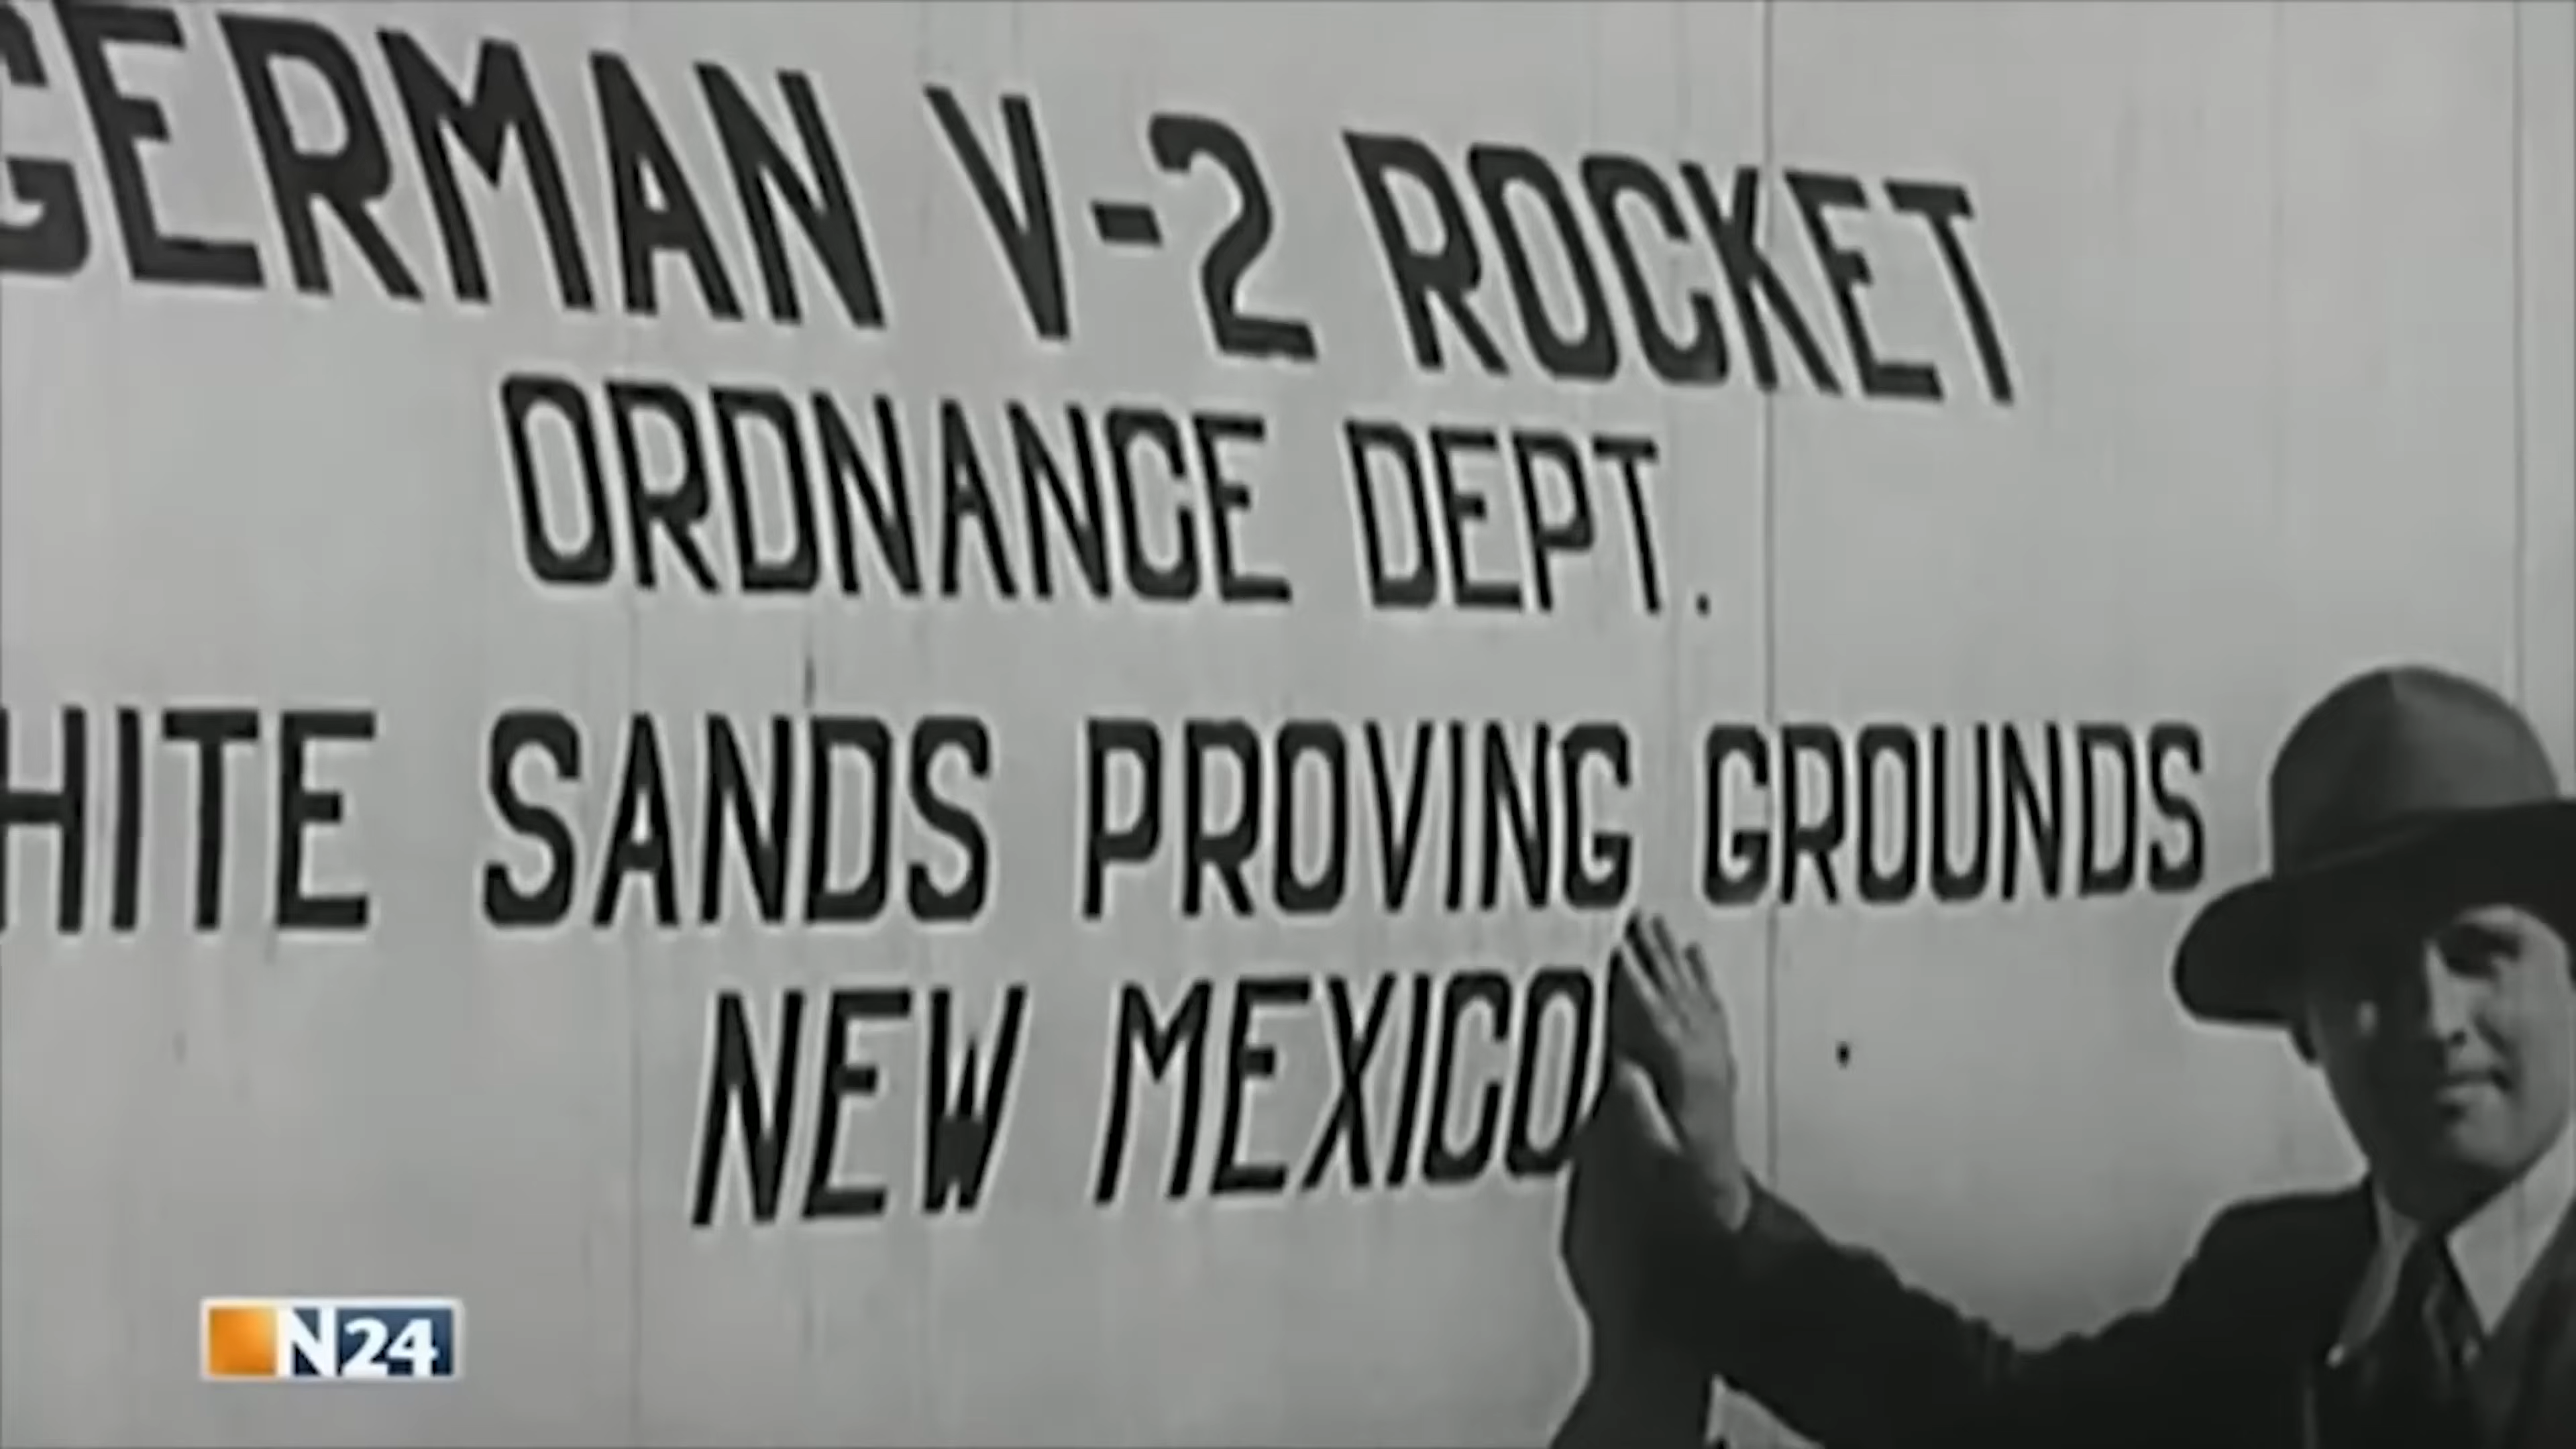 GERMAN V-2 ROCKET
ORDNANCE DEPT.
HITE SANDS PROVING GROUNDS
NEW MEXICO
N24